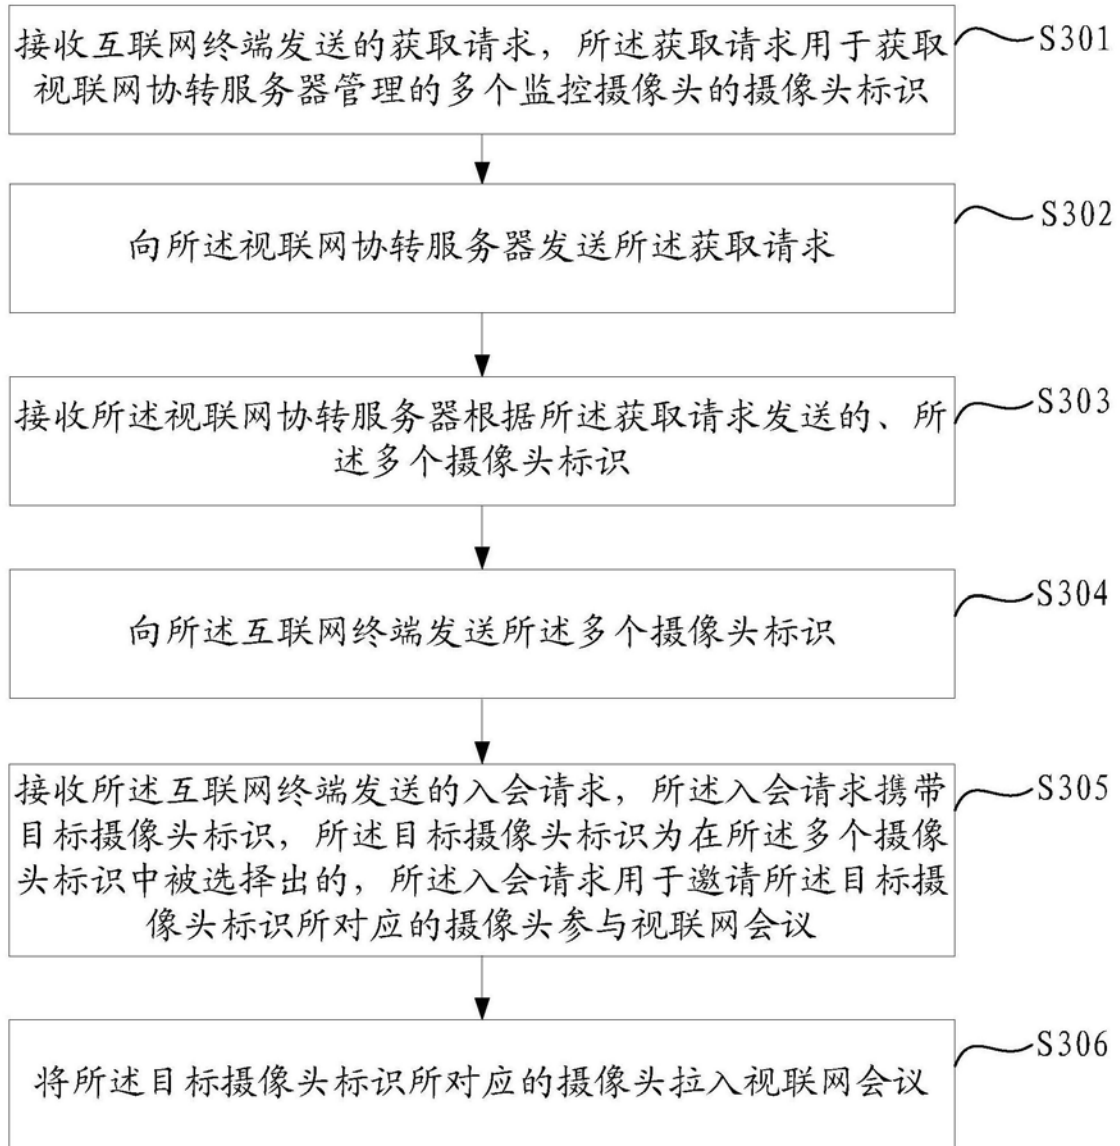 接收互联网终端发送的获取请求，所述获取请求用于获取
视联网协转服务器管理的多个监控摄像头的摄像头标识
S301
向所述视联网协转服务器发送所述获取请求
S302
接收所述视联网协转服务器根据所述获取请求发送的、所
述多个摄像头标识
S303
向所述互联网终端发送所述多个摄像头标识
S304
接收所述互联网终端发送的入会请求，所述入会请求携带
目标摄像头标识，所述目标摄像头标识为在所述多个摄像
头标识中被选择出的，所述入会请求用于邀请所述目标摄
像头标识所对应的摄像头参与视联网会议
S305
将所述目标摄像头标识所对应的摄像头拉入视联网会议
S306